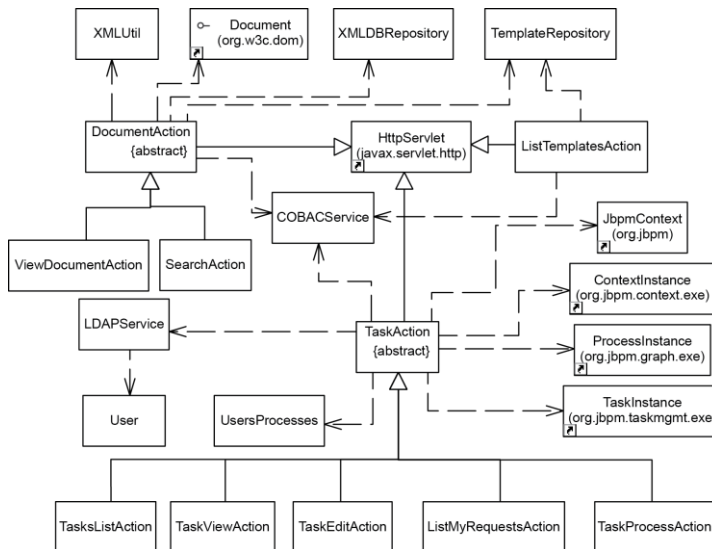 XMLUtil
Document
(org.w3c.dom)
XMLDBRepository
TemplateRepository
DocumentAction
{abstract}
HttpServlet
(javax.servlet.http)
ListTemplatesAction
COBACService
JbpmContext
(org.jbpm)
ViewDocumentAction
SearchAction
ContextInstance
(org.jbpm.context.exe)
LDAPService
TaskAction
{abstract}
ProcessInstance
(org.jbpm.graph.exe)
User
UsersProcesses
TaskInstance
(org.jbpm.taskmgmt.exe
TasksListAction
TaskViewAction
TaskEditAction
ListMyRequestsAction
TaskProcessAction